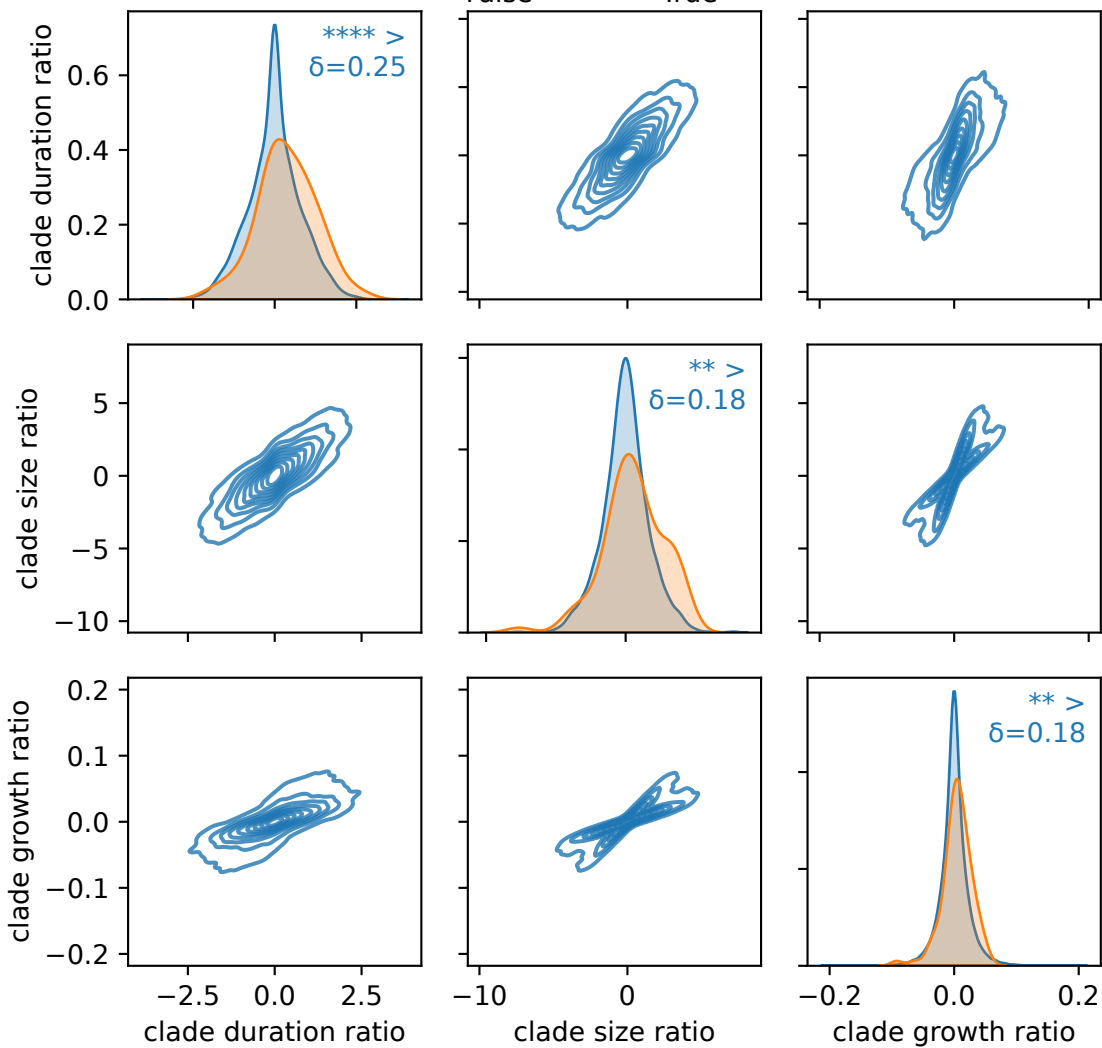 clade duration ratio
0.6
0.4
0.2
0.0
**** >
δ=0.25
clade size ratio
5
0
−5
−10
** >
δ=0.18
clade growth ratio
0.2
0.1
0.0
−0.1
−0.2
** >
δ=0.18
−2.5 0.0 2.5
−10 0
−0.2 0.0 0.2
clade duration ratio
clade size ratio
clade growth ratio